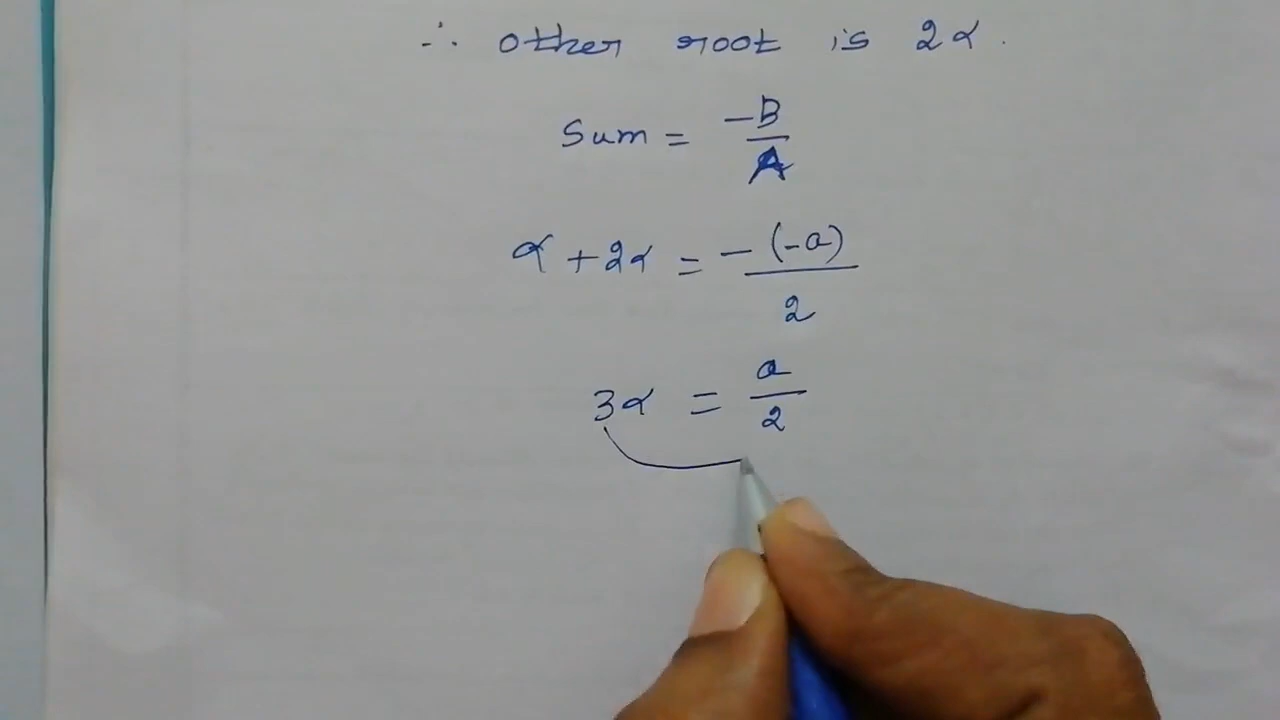 ∴ other root is 2α.
Sum = -B/A
α + 2α = -(-a)/2
3α = a/2